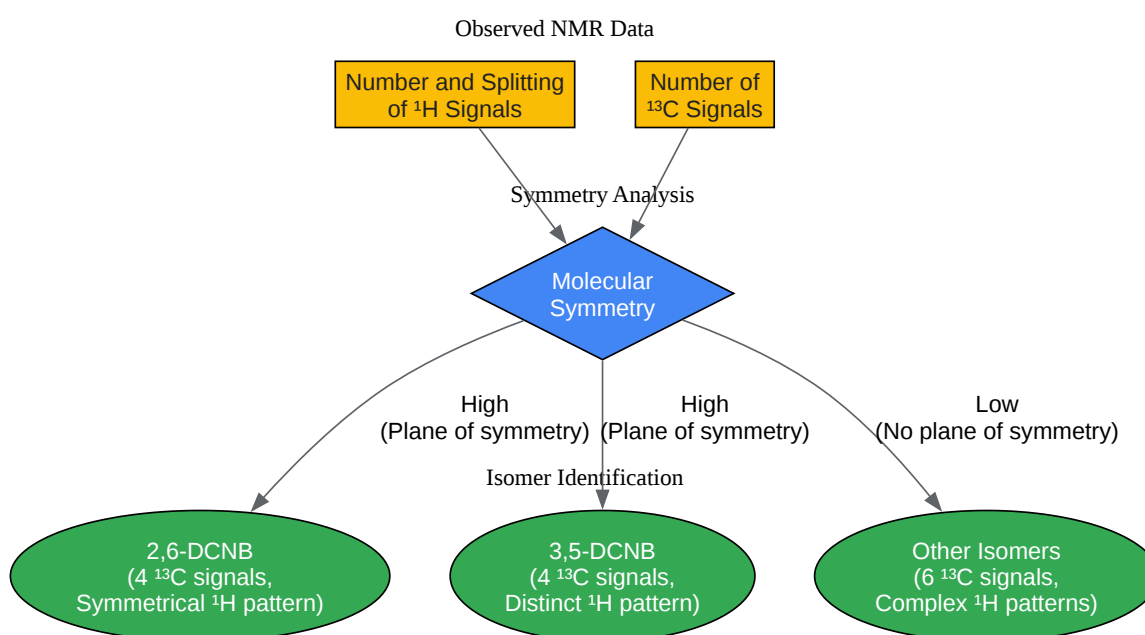 Observed NMR Data
Number and Splitting
of ¹H Signals
Number of
¹³C Signals
Symmetry Analysis
Molecular
Symmetry
High
(Plane of symmetry)
High
(Plane of symmetry)
Low
(No plane of symmetry)
Isomer Identification
2,6-DCNB
(4 ¹³C signals,
Symmetrical ¹H pattern)
3,5-DCNB
(4 ¹³C signals,
Distinct ¹H pattern)
Other Isomers
(6 ¹³C signals,
Complex ¹H patterns)